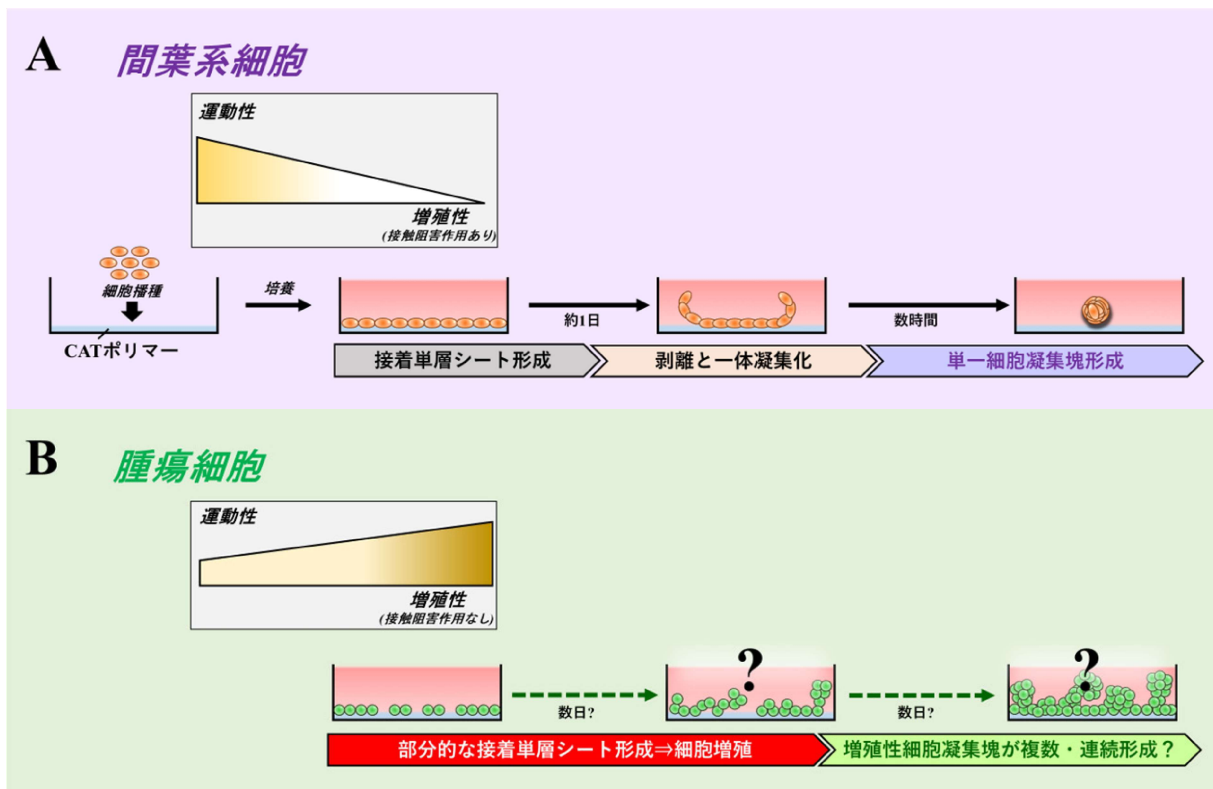 A 間葉系細胞
運動性
増殖性
(接触阻害作用あり)
細胞播種
CATポリマー
培養
約1日
数時間
接着単層シート形成
剥離と一体凝集化
単一細胞凝集塊形成
B 腫瘍細胞
運動性
増殖性
(接触阻害作用なし)
?
?
数日?
数日?
部分的な接着単層シート形成⇒細胞増殖
増殖性細胞凝集塊が複数・連続形成？